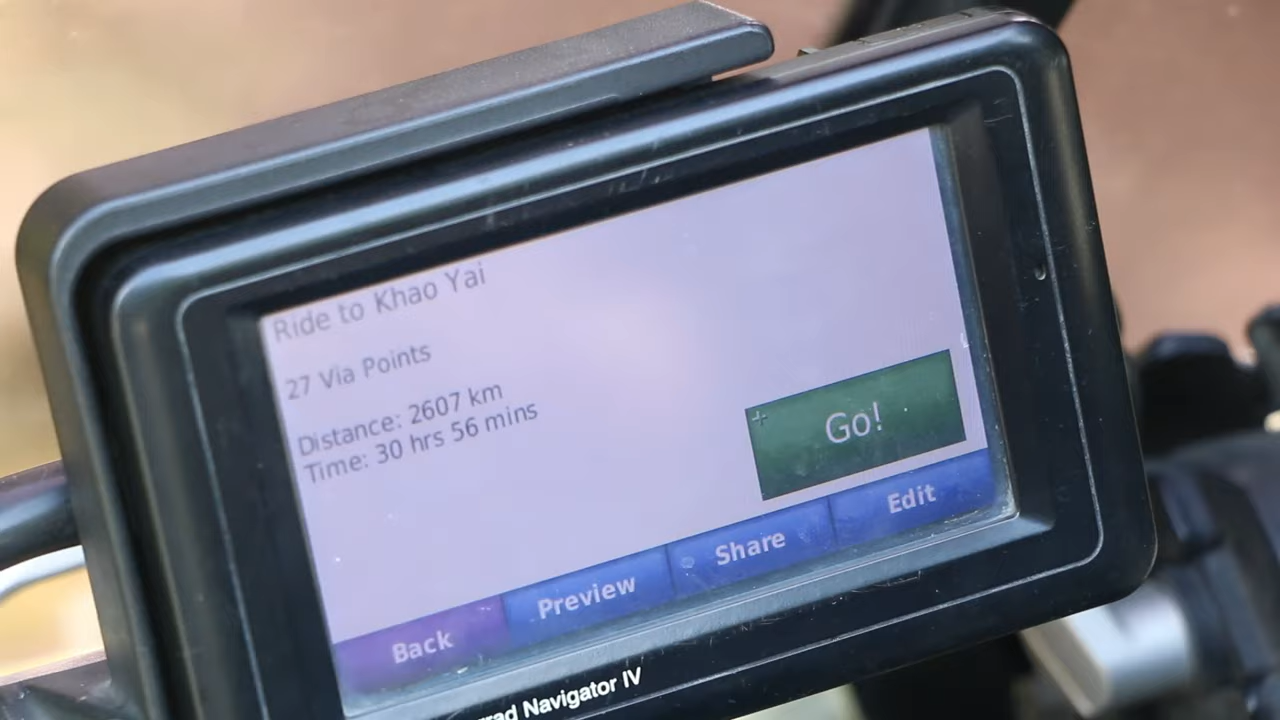 Ride to Khao Yai
27 Via Points
Distance: 2607 km
Time: 30 hrs 56 mins
Go!
Back
Preview
Share
Edit
Navigator IV